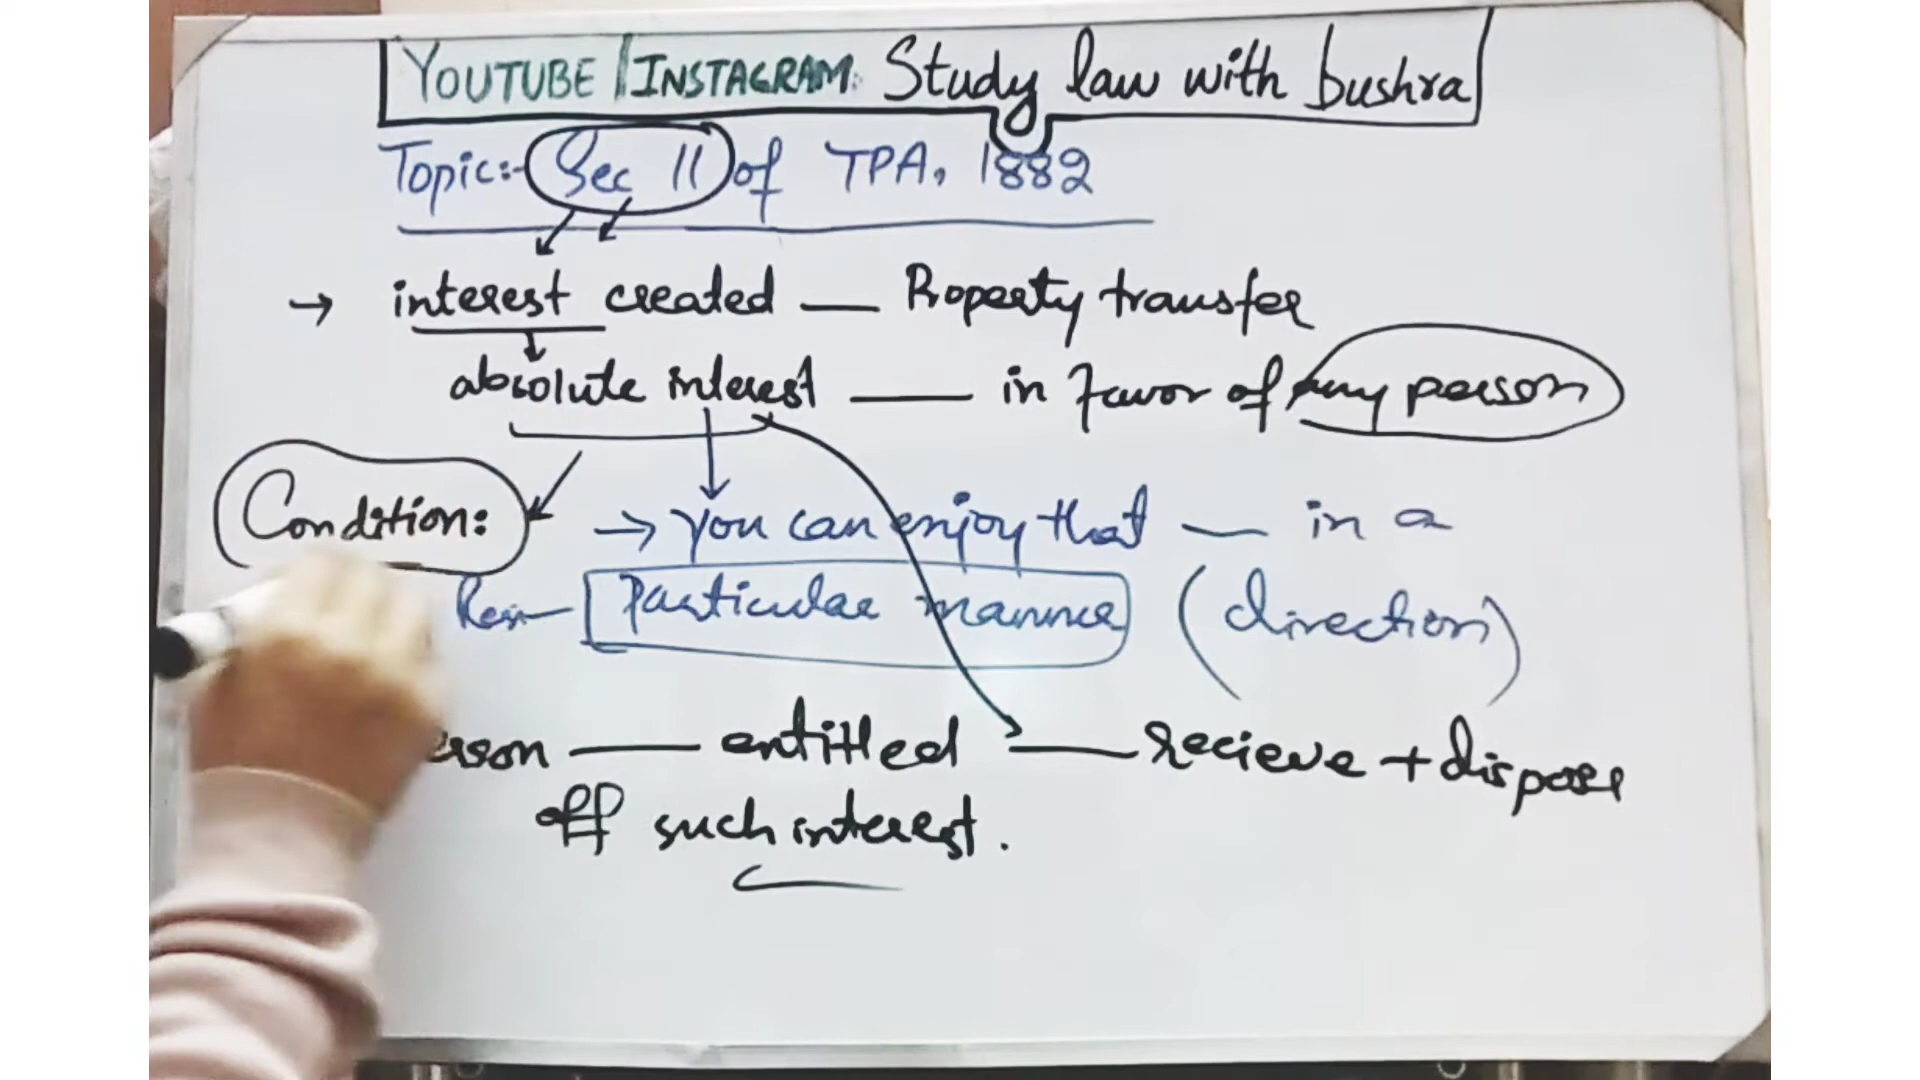 YOUTUBE / INSTAGRAM: Study law with bushra
Topic:- Sec 11 of TPA, 1882
→ interest created — Property transfer
absolute interest — in favor of any person
Condition: → you can enjoy that — in a
Particular manner (direction)
erson — entitled — recieve + dispose
off such interest.